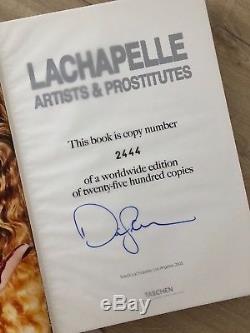 LACHAPELLE
ARTISTS & PROSTITUTES
This book is copy number
2444
of a worldwide edition
of twenty-five hundred copies
TASCHEN